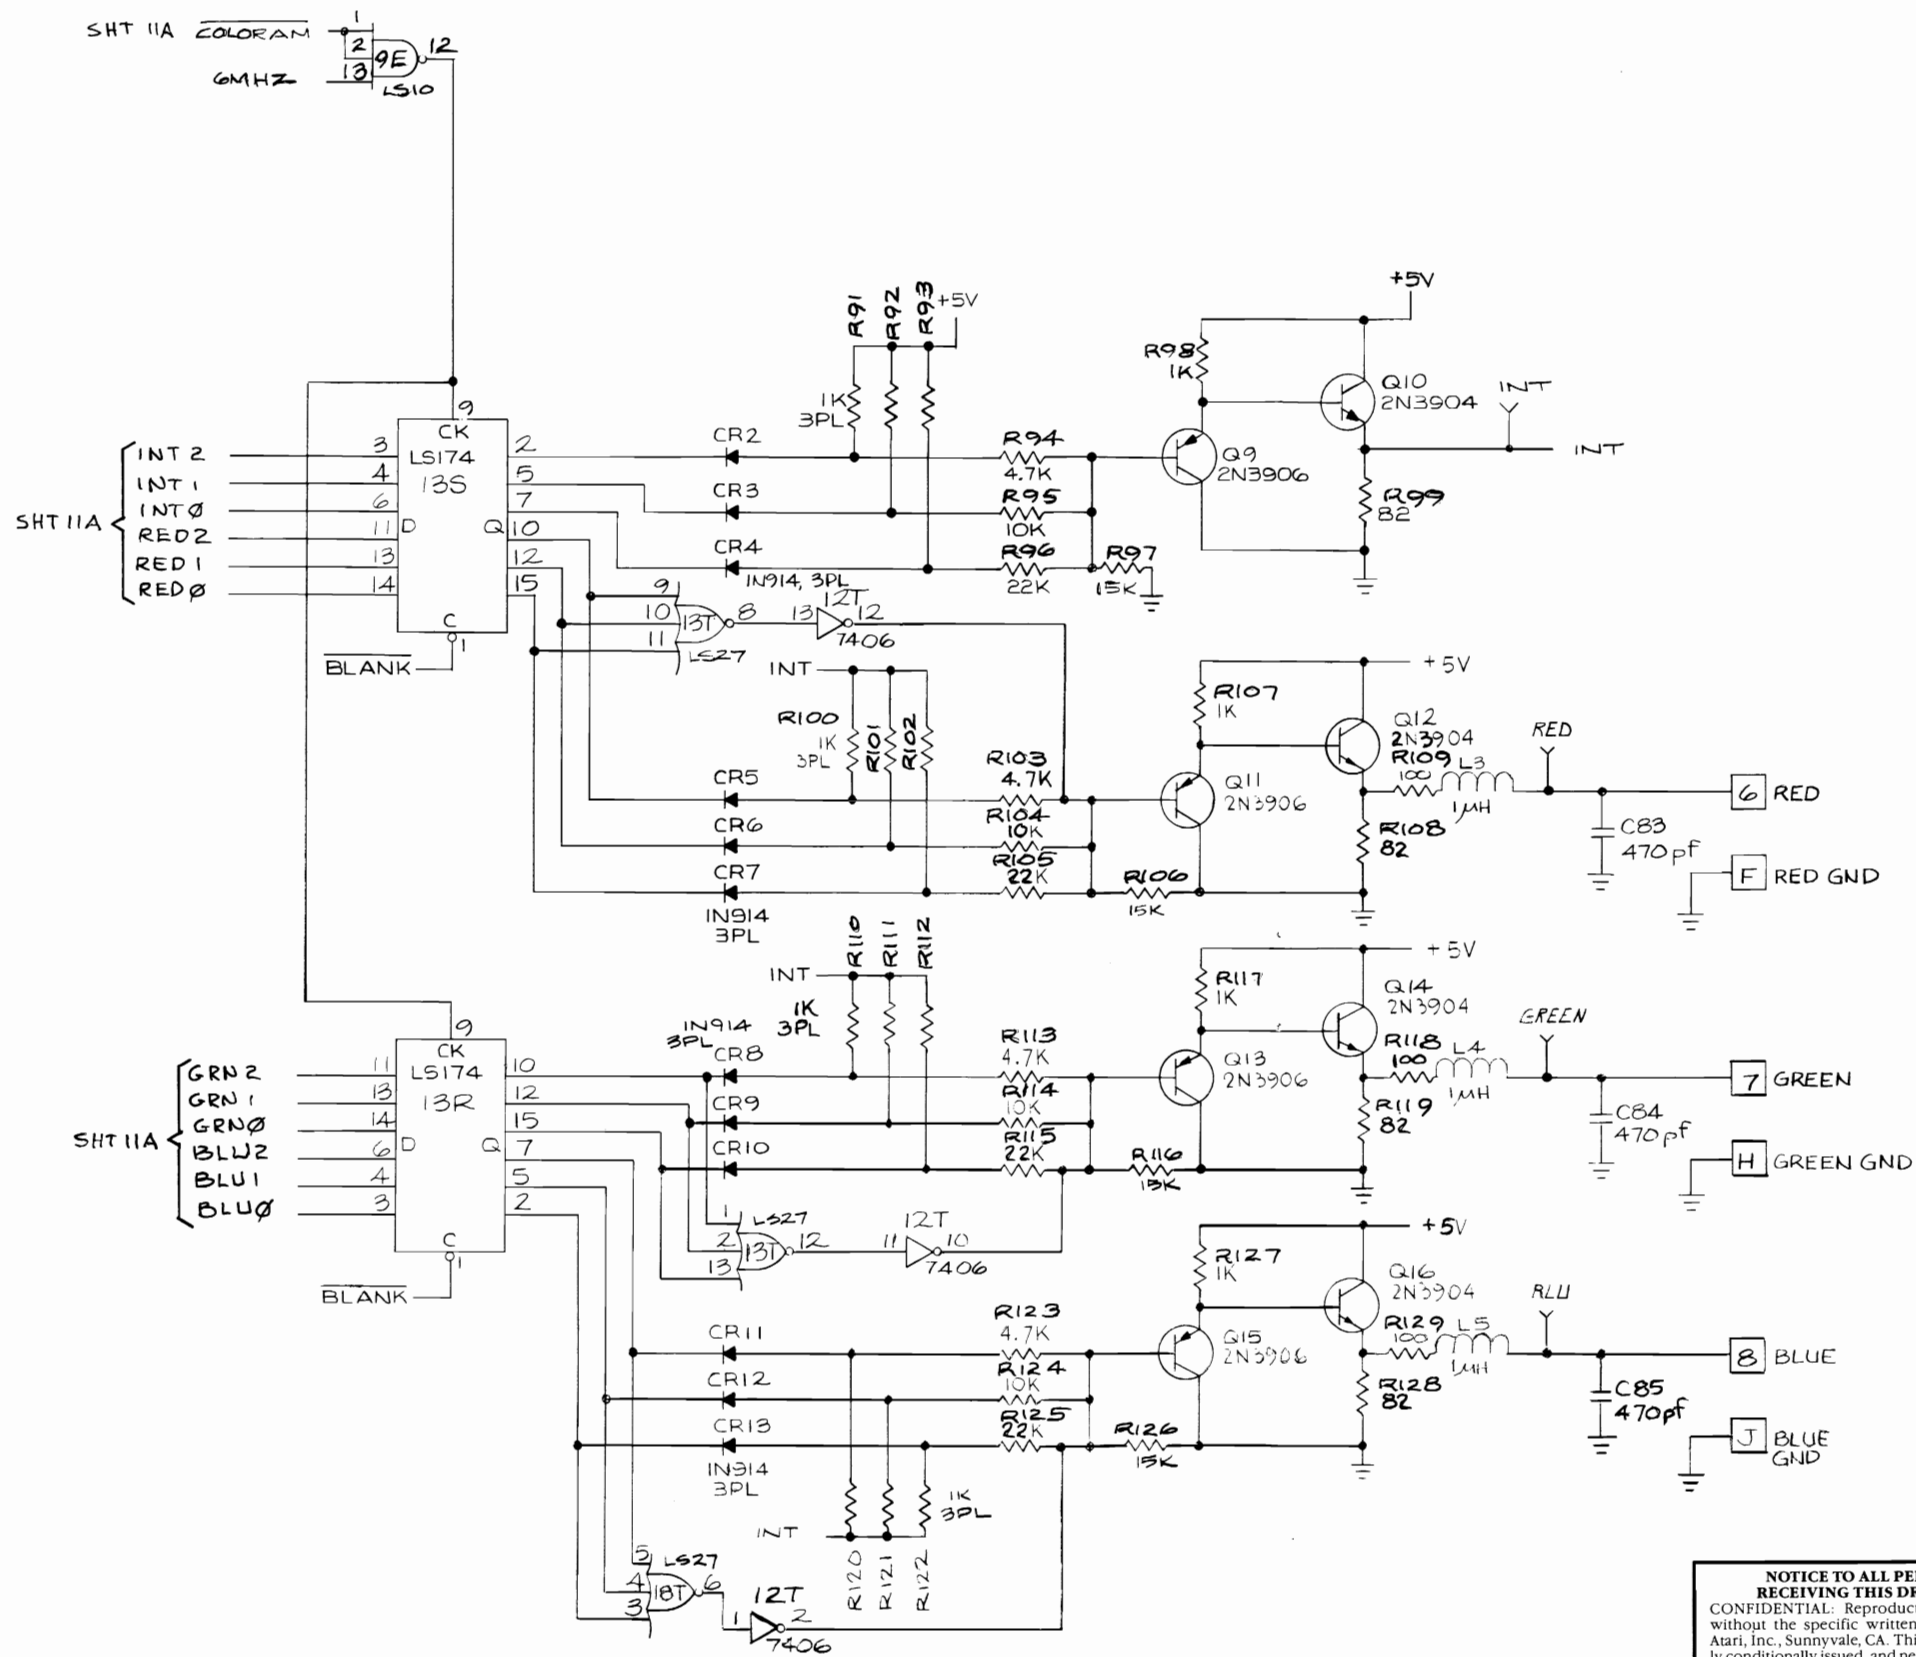 SHT 11A COLORAM
1
2
13
9E
12
6MHZ
LS10
R91
R92
R93
+5V
1K
3PL
+5V
R98
1K
Q10
2N3904
INT
INT
Q9
2N3906
R99
82
SHT 11A
INT 2
INT 1
INTØ
RED2
RED 1
REDØ
3
4
6
11
13
14
9
CK
LS174
13S
D
Q
C
1
BLANK
2
5
7
10
12
15
CR2
CR3
CR4
1N914, 3PL
R94
4.7K
R95
10K
R96
22K
R97
15K
9
10
11
13T
8
LS27
13
12T
12
7406
INT
R100
1K
3PL
R101
R102
CR5
CR6
CR7
1N914
3PL
R103
4.7K
R104
10K
R105
22K
R106
15K
+5V
R107
1K
Q11
2N3906
Q12
2N3904
R109
100
L3
1µH
R108
82
RED
C83
470pf
6 RED
F RED GND
R110
R111
R112
INT
1K
3PL
1N914
3PL
CR8
CR9
CR10
R113
4.7K
R114
10K
R115
22K
R116
15K
+5V
R117
1K
Q13
2N3906
Q14
2N3904
R118
100
L4
1µH
R119
82
GREEN
C84
470pf
7 GREEN
H GREEN GND
SHT 11A
GRN 2
GRN 1
GRNØ
BLU2
BLU1
BLUØ
11
13
14
6
4
3
9
CK
LS174
13R
D
Q
C
1
BLANK
10
12
15
7
5
2
1
2
13
LS27
13T
12
11
12T
10
7406
CR11
CR12
CR13
1N914
3PL
R123
4.7K
R124
10K
R125
22K
R126
15K
+5V
R127
1K
Q15
2N3906
Q16
2N3904
R129
100
L5
1µH
R128
82
BLU
C85
470pf
8 BLUE
J BLUE
GND
1K
3PL
INT
R120
R121
R122
5
4
3
LS27
18T
6
1
12T
2
7406
NOTICE TO ALL PE
RECEIVING THIS DR
CONFIDENTIAL: Reproduct
without the specific written
Atari, Inc., Sunnyvale, CA. Thi
ly conditionally issued, and ne